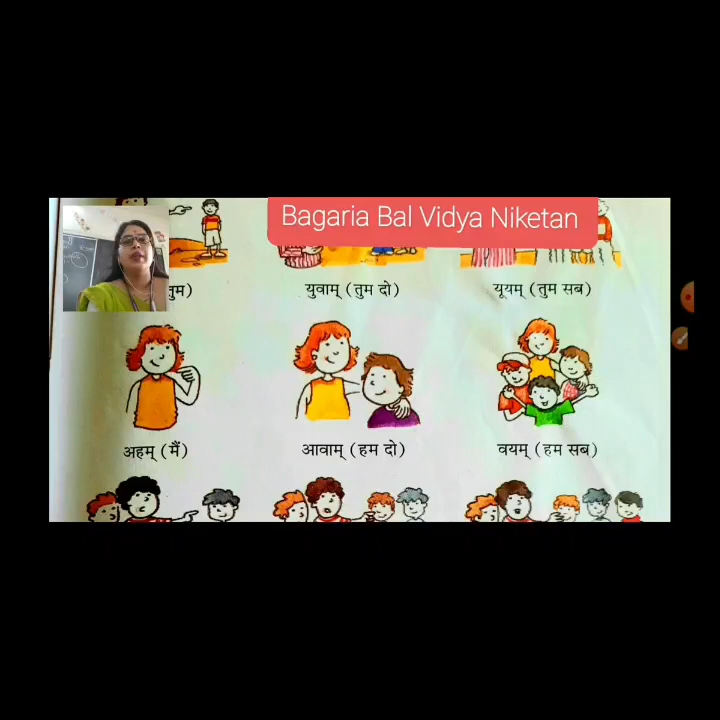 Bagaria Bal Vidya Niketan
तुम)
युवाम् (तुम दो)
यूयम् (तुम सब)
अहम् (मैं)
आवाम् (हम दो)
वयम् (हम सब)